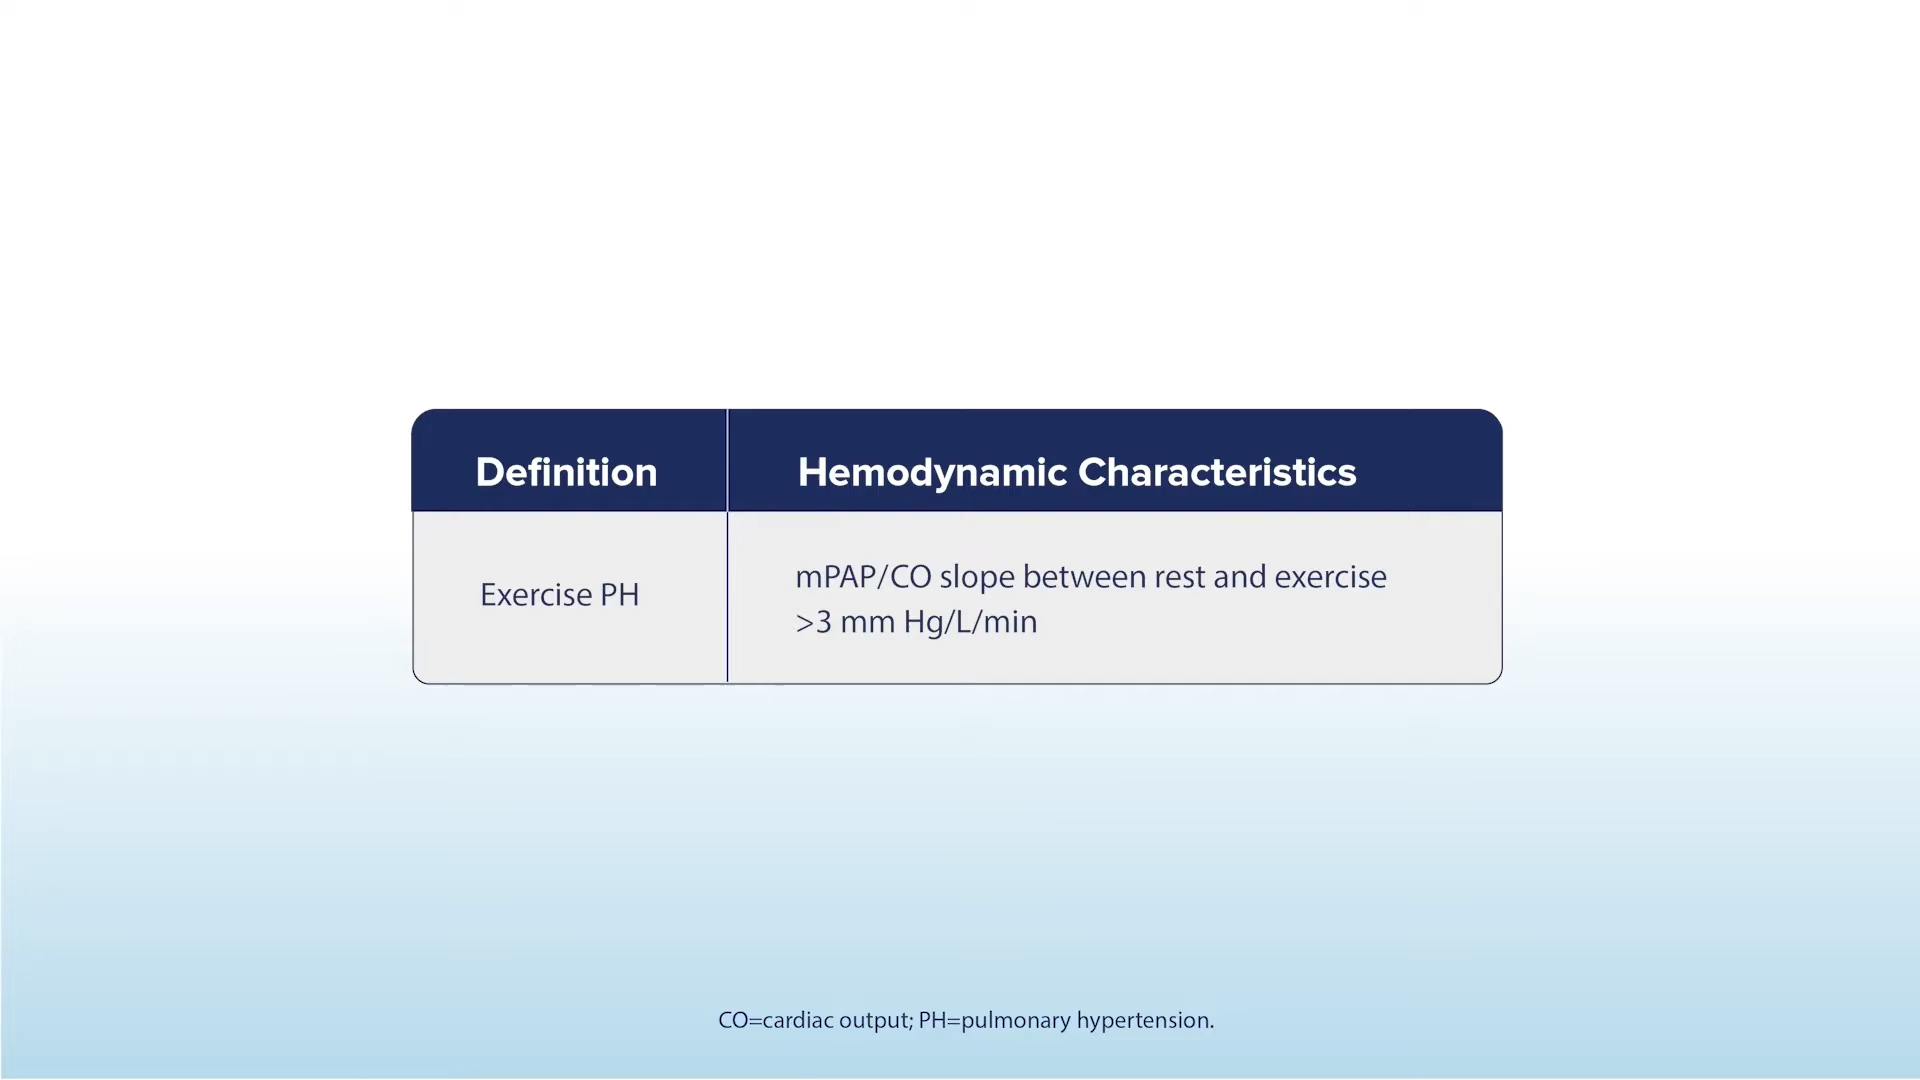 Definition
Hemodynamic Characteristics
Exercise PH
mPAP/CO slope between rest and exercise
>3 mm Hg/L/min
CO=cardiac output; PH=pulmonary hypertension.